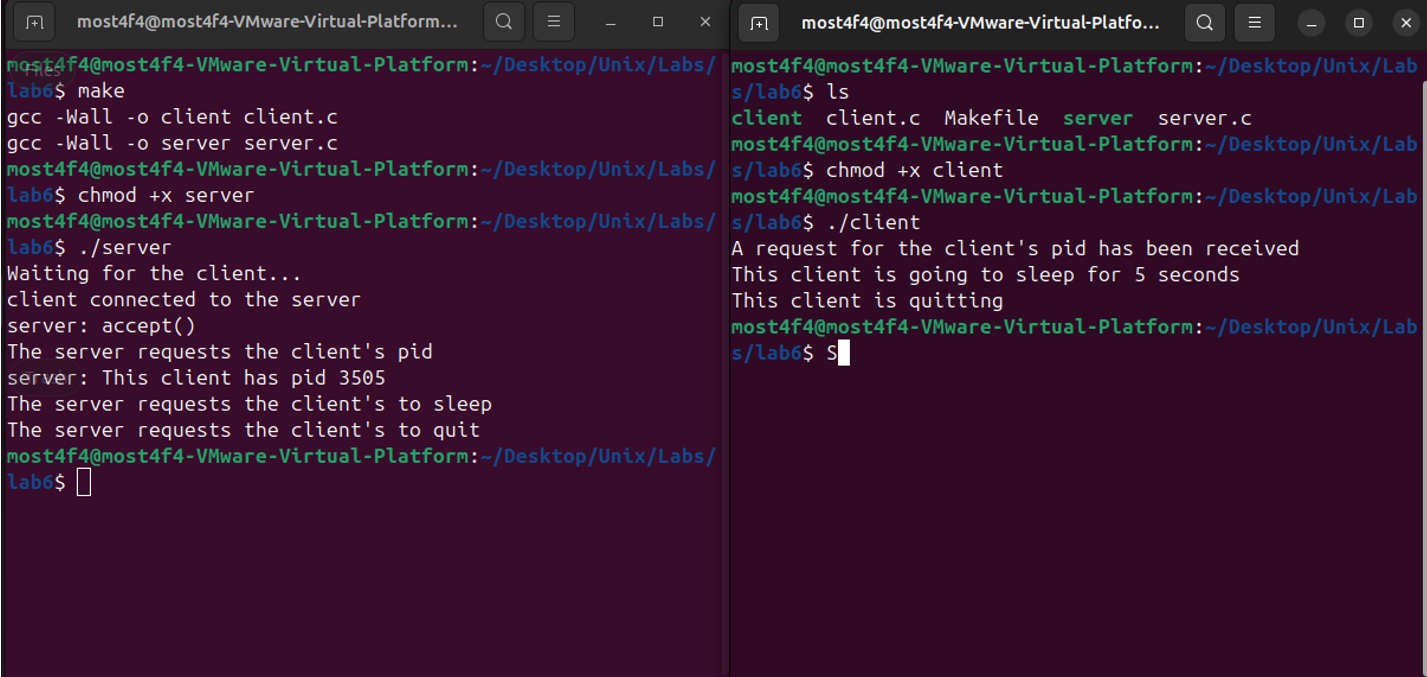 most4f4@most4f4-VMware-Virtual-Platform...
most4f4@most4f4-VMware-Virtual-Platform:~/Desktop/Unix/Labs/
lab6$ make
gcc -Wall -o client client.c
gcc -Wall -o server server.c
most4f4@most4f4-VMware-Virtual-Platform:~/Desktop/Unix/Labs/
lab6$ chmod +x server
most4f4@most4f4-VMware-Virtual-Platform:~/Desktop/Unix/Labs/
lab6$ ./server
Waiting for the client...
client connected to the server
server: accept()
The server requests the client's pid
server: This client has pid 3505
The server requests the client's to sleep
The server requests the client's to quit
most4f4@most4f4-VMware-Virtual-Platform:~/Desktop/Unix/Labs/
lab6$
Files
most4f4@most4f4-VMware-Virtual-Platfo...
most4f4@most4f4-VMware-Virtual-Platform:~/Desktop/Unix/Lab
s/lab6$ ls
client client.c Makefile server server.c
most4f4@most4f4-VMware-Virtual-Platform:~/Desktop/Unix/Lab
s/lab6$ chmod +x client
most4f4@most4f4-VMware-Virtual-Platform:~/Desktop/Unix/Lab
s/lab6$ ./client
A request for the client's pid has been received
This client is going to sleep for 5 seconds
This client is quitting
most4f4@most4f4-VMware-Virtual-Platform:~/Desktop/Unix/Lab
s/lab6$ S